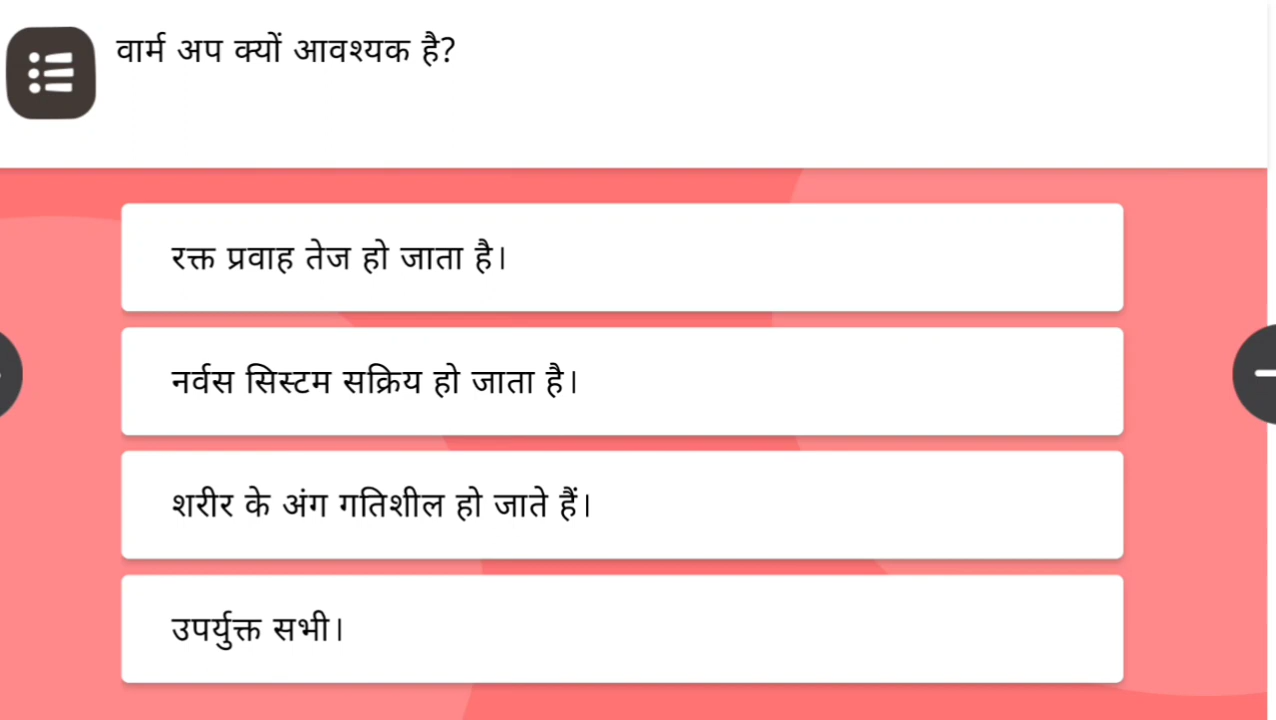 वार्म अप क्यों आवश्यक है?
रक्त प्रवाह तेज हो जाता है।
नर्वस सिस्टम सक्रिय हो जाता है।
शरीर के अंग गतिशील हो जाते हैं।
उपर्युक्त सभी।